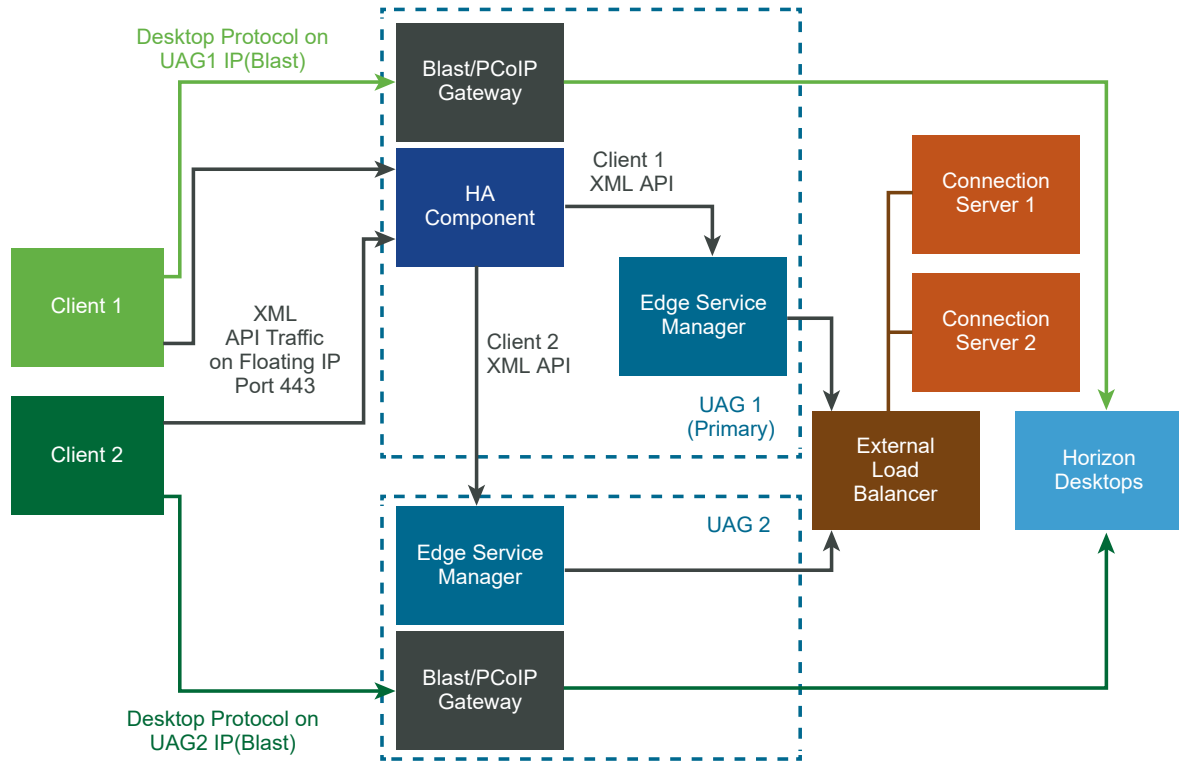 Desktop Protocol on
UAG1 IP(Blast)
Blast/PCoIP
Gateway
HA
Component
Client 1
XML API
Connection
Server 1
Client 1
XML
API Traffic
on Floating IP
Port 443
Edge Service
Manager
Connection
Server 2
Client 2
XML API
UAG 1
(Primary)
Client 2
External
Load
Balancer
Horizon
Desktops
Edge Service
Manager
UAG 2
Blast/PCoIP
Gateway
Desktop Protocol on
UAG2 IP(Blast)